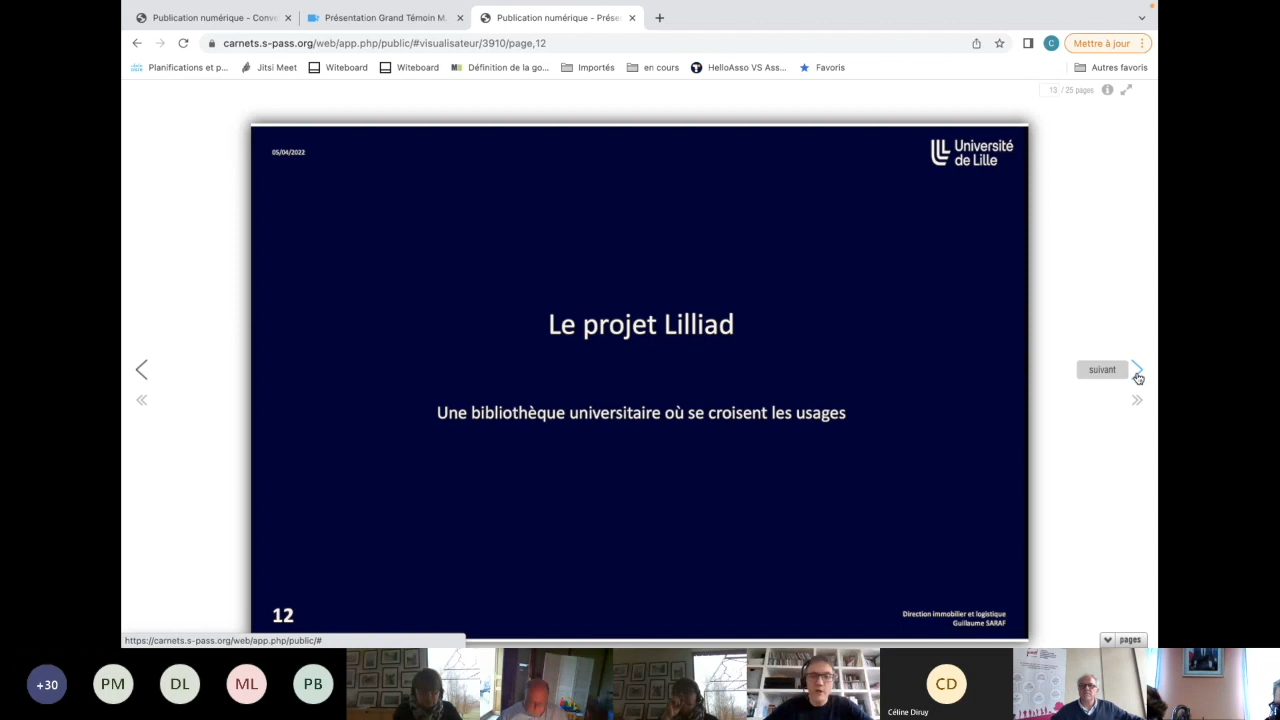 Publication numérique - Conve
Présentation Grand Témoin M.
Publication numérique - Prése
carnets.s-pass.org/web/app.php/public/#visualisateur/3910/page,12
C
Mettre à jour
Planifications et p...
Jitsi Meet
Witeboard
Witeboard
Définition de la go...
Importés
en cours
HelloAsso VS Ass...
Favoris
Autres favoris
13 / 25 pages
05/04/2022
Université
de Lille
Le projet Lilliad
suivant
Une bibliothèque universitaire où se croisent les usages
12
Direction immobilier et logistique
Guillaume SARAF
https://carnets.s-pass.org/web/app.php/public/#
pages
+30
PM
DL
ML
PB
CD
Céline Diruy